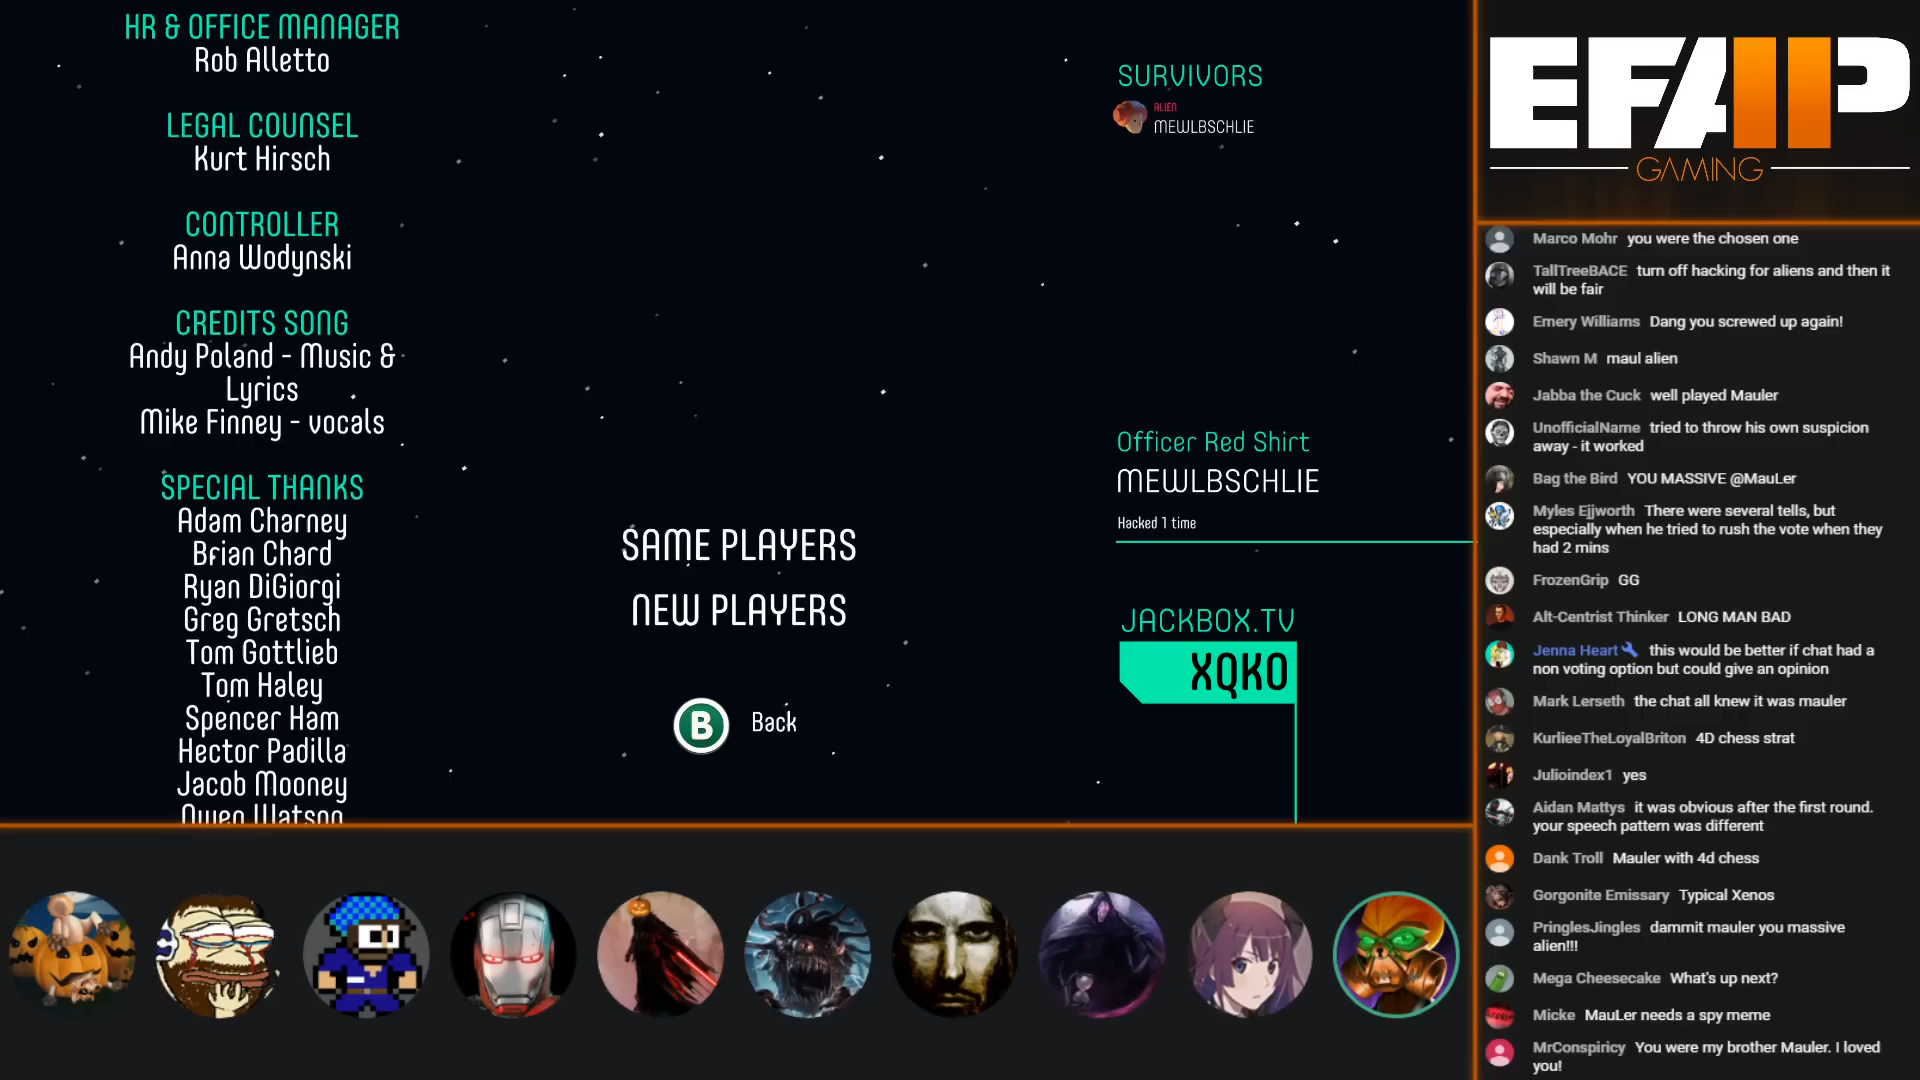 HR & OFFICE MANAGER
Rob Alletto
LEGAL COUNSEL
Kurt Hirsch
CONTROLLER
Anna Wodynski
CREDITS SONG
Andy Poland - Music &
Lyrics
Mike Finney - vocals
SPECIAL THANKS
Adam Charney
Brian Chard
Ryan DiGiorgi
Greg Gretsch
Tom Gottlieb
Tom Haley
Spencer Ham
Hector Padilla
Jacob Mooney
Owen Watson
SAME PLAYERS
NEW PLAYERS
B Back
SURVIVORS
ALIEN
MEWLBSCHLIE
Officer Red Shirt
MEWLBSCHLIE
Hacked 1 time
JACKBOX.TV
XQKO
EFAP
GAMING
Marco Mohr you were the chosen one
TallTreeBACE turn off hacking for aliens and then it
will be fair
Emery Williams Dang you screwed up again!
Shawn M maul alien
Jabba the Cuck well played Mauler
UnofficialName tried to throw his own suspicion
away - it worked
Bag the Bird YOU MASSIVE @MauLer
Myles Ejjworth There were several tells, but
especially when he tried to rush the vote when they
had 2 mins
FrozenGrip GG
Alt-Centrist Thinker LONG MAN BAD
Jenna Heart this would be better if chat had a
non voting option but could give an opinion
Mark Lerseth the chat all knew it was mauler
KurlieeTheLoyalBriton 4D chess strat
Julioindex1 yes
Aidan Mattys it was obvious after the first round.
your speech pattern was different
Dank Troll Mauler with 4d chess
Gorgonite Emissary Typical Xenos
PringlesJingles dammit mauler you massive
alien!!!
Mega Cheesecake What's up next?
Micke MauLer needs a spy meme
MrConspiricy You were my brother Mauler. I loved
you!